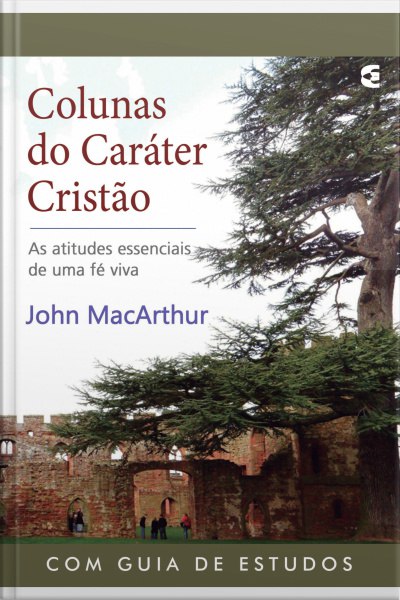 Colunas
do Caráter
Cristão
As atitudes essenciais
de uma fé viva
John MacArthur
COM GUIA DE ESTUDOS